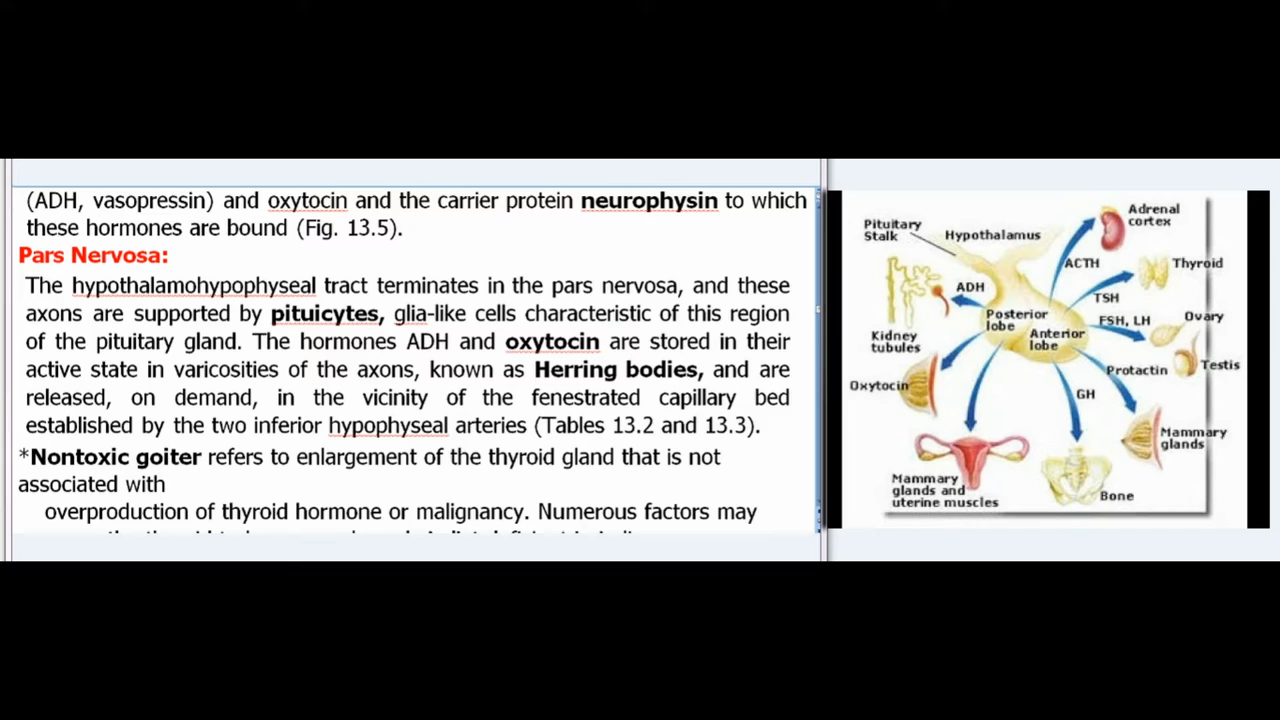 (ADH, vasopressin) and oxytocin and the carrier protein neurophysin to which
these hormones are bound (Fig. 13.5).
Pars Nervosa:
The hypothalamohypophyseal tract terminates in the pars nervosa, and these
axons are supported by pituicytes, glia-like cells characteristic of this region
of the pituitary gland. The hormones ADH and oxytocin are stored in their
active state in varicosities of the axons, known as Herring bodies, and are
released, on demand, in the vicinity of the fenestrated capillary bed
established by the two inferior hypophyseal arteries (Tables 13.2 and 13.3).
*Nontoxic goiter refers to enlargement of the thyroid gland that is not
associated with
overproduction of thyroid hormone or malignancy. Numerous factors may
Pituitary
Stalk
Hypothalamus
Adrenal
cortex
ACTH
Thyroid
ADH
TSH
Posterior
lobe
Anterior
lobe
FSH, LH
Ovary
Kidney
tubules
Testis
Oxytocin
Protactin
GH
Mammary
glands
Mammary
glands and
uterine muscles
Bone